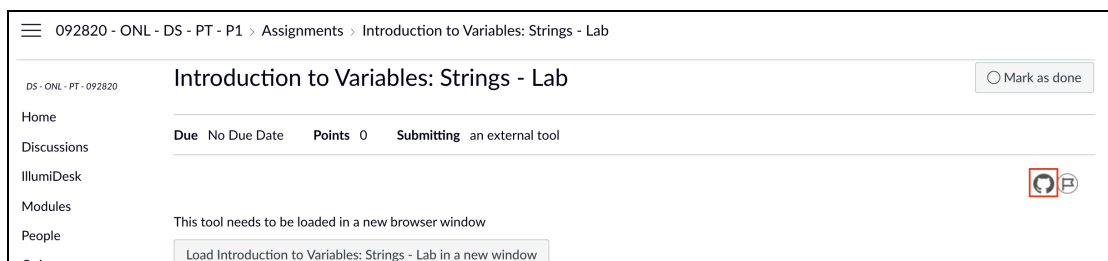 092820 - ONL - DS - PT - P1 > Assignments > Introduction to Variables: Strings - Lab
DS - ONL - PT - 092820
Introduction to Variables: Strings - Lab
Mark as done
Home
Due No Due Date Points 0 Submitting an external tool
Discussions
IllumiDesk
Modules
This tool needs to be loaded in a new browser window
People
Load Introduction to Variables: Strings - Lab in a new window